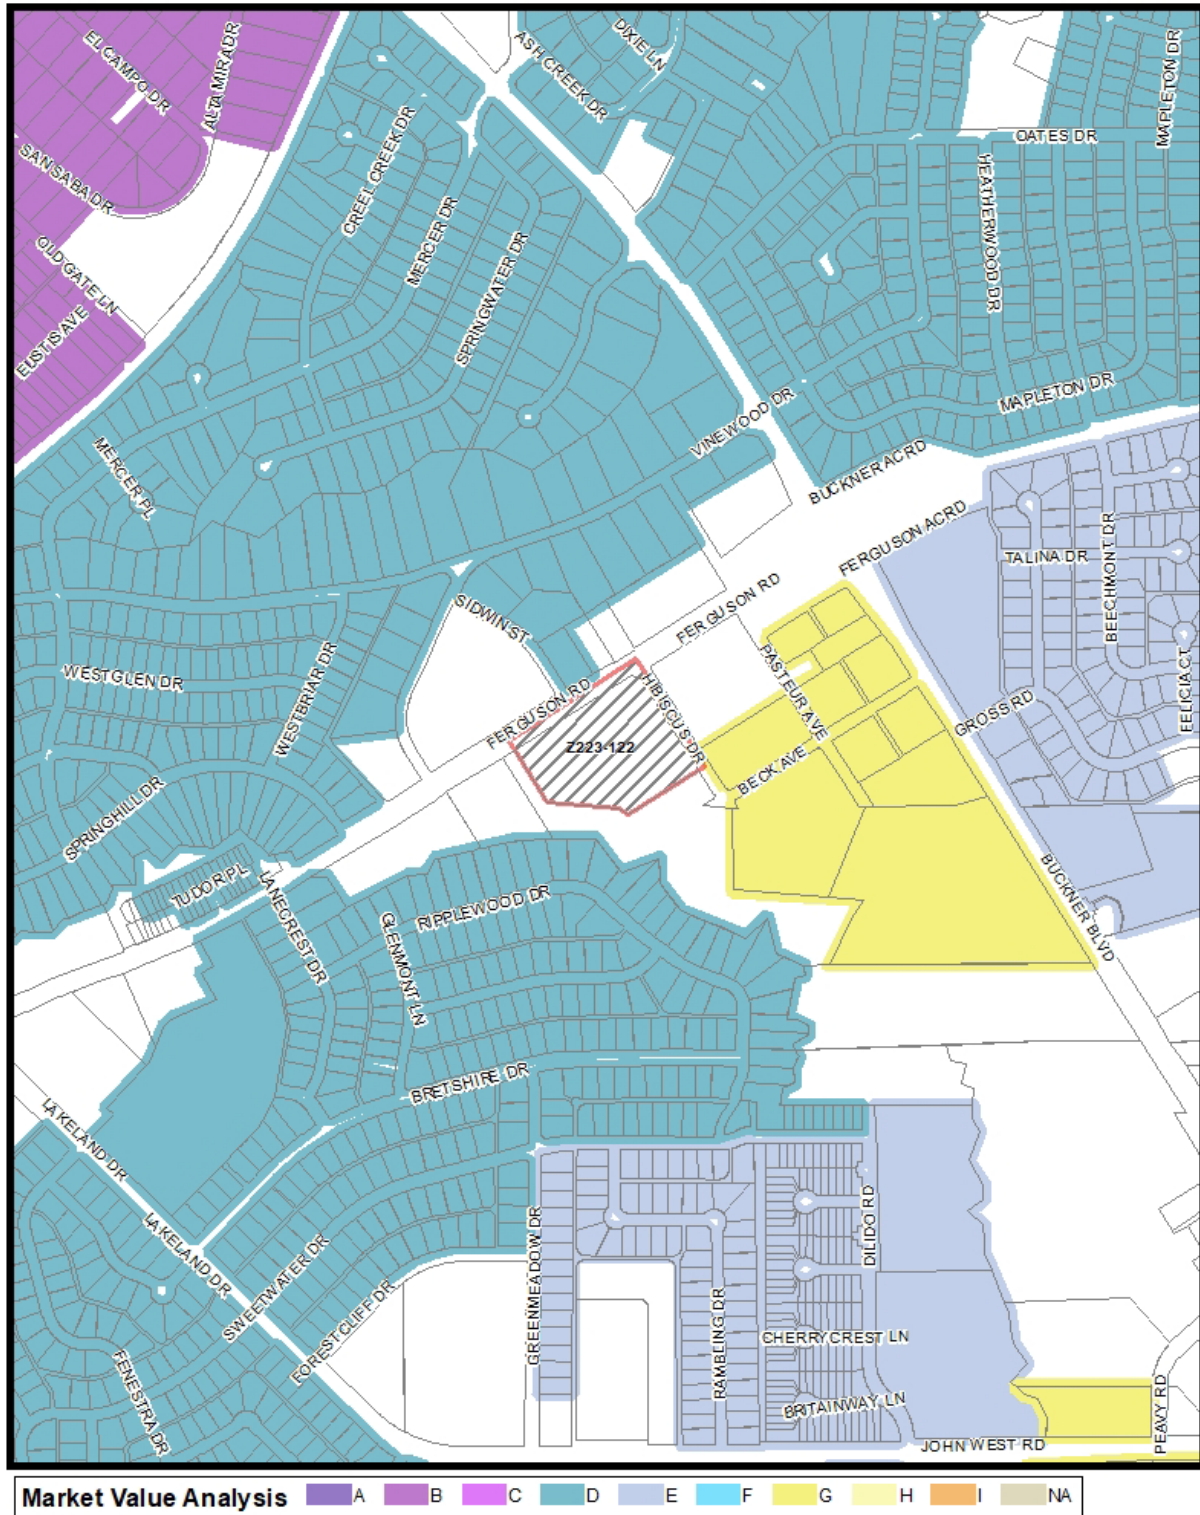 DIXIE LN
ASH CREEK DR
EL CAMPO DR
ALTA MIRA DR
MAPLETON DR
OATES DR
SAN SABA DR
CREEL CREEK DR
HEATHERWOOD DR
MERCER DR
OLD GATE LN
SPRINGWATER DR
EUSTIS AVE
MAPLETON DR
VINEWOOD DR
MERCER PL
BUCKNER ACRD
FERGUSON ACRD
TALINA DR
BEECHMONT DR
SIDWIN ST
FERGUSON RD
WESTGLEN DR
WESTBRIAR DR
PASTEUR AVE
EELICIA CT
HIBISCUS DR
FERGUSON RD
GROSS RD
Z223-122
BECK AVE
SPRINGHILL DR
TUDOR PL
LANECREST DR
RIPPLEWOOD DR
GLENMONT LN
BUCKNER BLVD
BRETSHIRE DR
LAKELAND DR
LAKELAND DR
GREENMEADOW DR
DILIDO RD
SWEETWATER DR
FOREST CLIFF DR
RAMBLING DR
CHERRYCREST LN
FENESTRA DR
BRITAINWAY LN
PEAVY RD
JOHN WEST RD
Market Value Analysis A B C D E F G H I NA